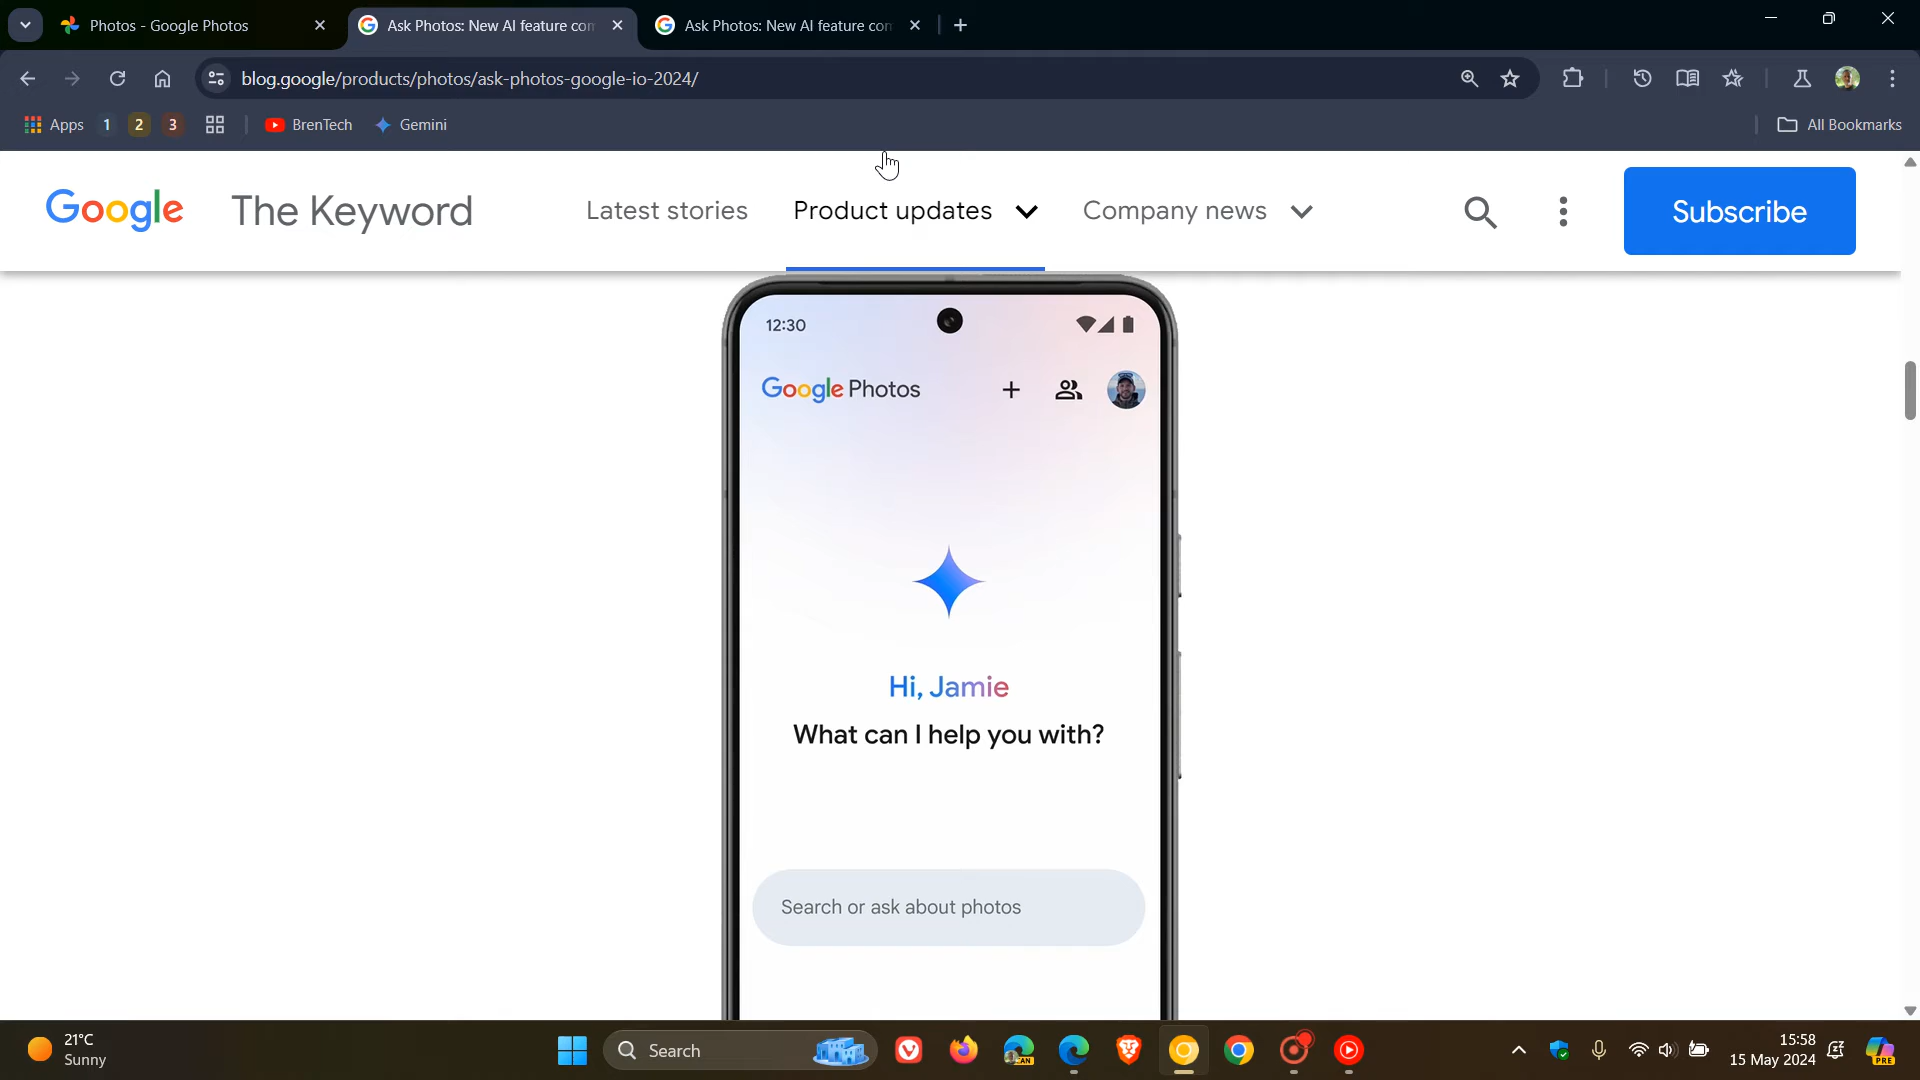 Photos - Google Photos
Ask Photos: New AI feature con
Ask Photos: New AI feature con
blog.google/products/photos/ask-photos-google-io-2024/
Apps 1 2 3 BrenTech Gemini All Bookmarks
Google The Keyword Latest stories Product updates Company news Subscribe
12:30
Google Photos
Hi, Jamie
What can I help you with?
Search or ask about photos
21°C
Sunny
Search
CAN
15:58
15 May 2024
PRE